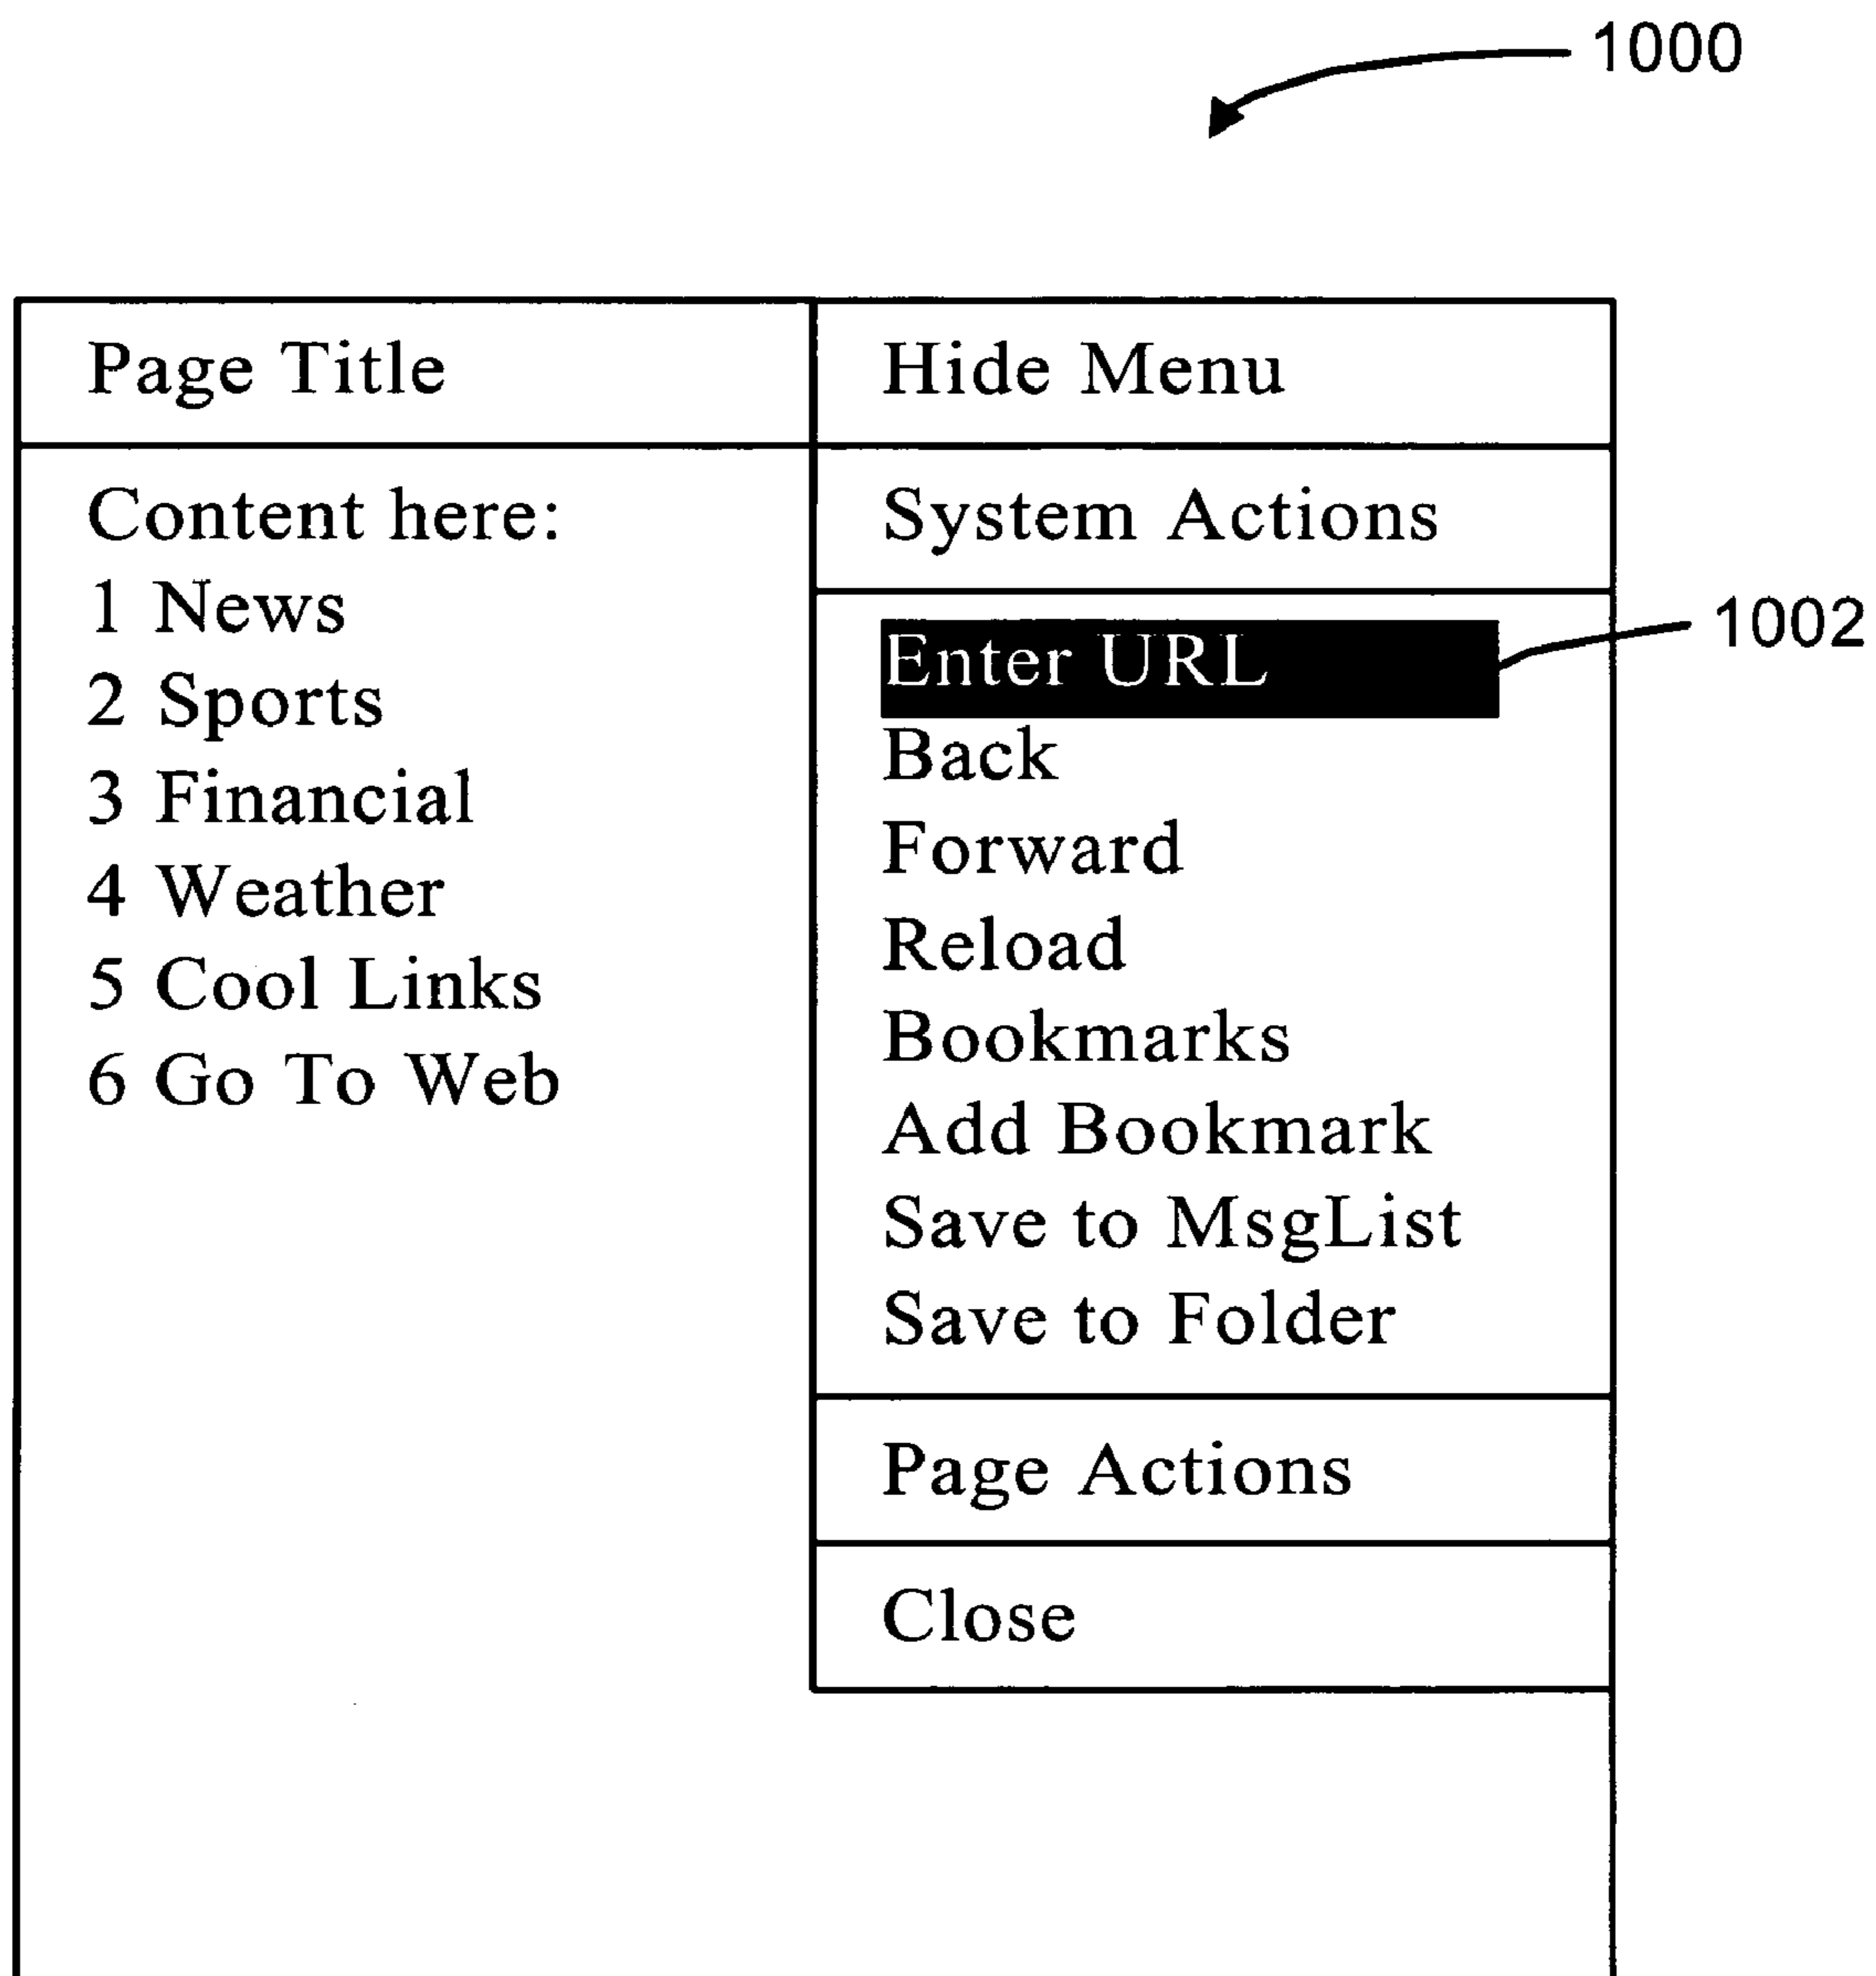 1000
Page Title
Hide Menu
Content here:
1 News
2 Sports
3 Financial
4 Weather
5 Cool Links
6 Go To Web
System Actions
Enter URL
1002
Back
Forward
Reload
Bookmarks
Add Bookmark
Save to MsgList
Save to Folder
Page Actions
Close